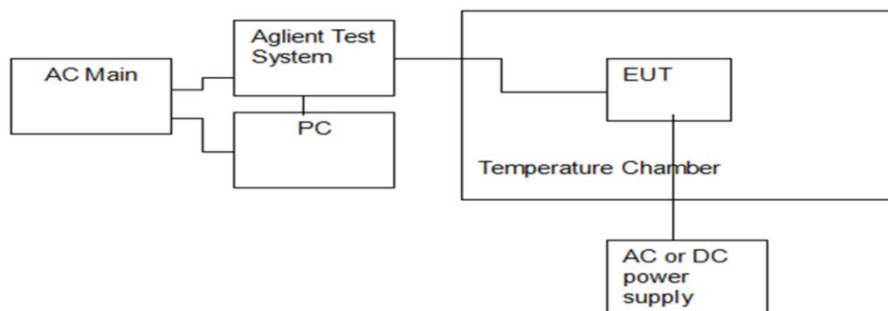 Aglient Test
System
AC Main
EUT
PC
Temperature Chamber
AC or DC
power
supply